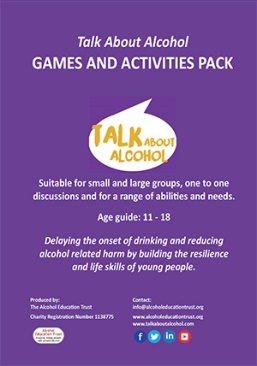 Talk About Alcohol
GAMES AND ACTIVITIES PACK
TALK ABOUT
ALCOHOL
Suitable for small and large groups, one to one
discussions and for a range of abilities and needs.
Age guide: 11 - 18
Delaying the onset of drinking and reducing
alcohol related harm by building the resilience
and life skills of young people.
Produced by:
The Alcohol Education Trust
Charity Registration Number 1138775
Contact:
info@alcoholeducationtrust.org
www.alcoholeducationtrust.org
www.talkaboutalcohol.com
Alcohol
Education Trust